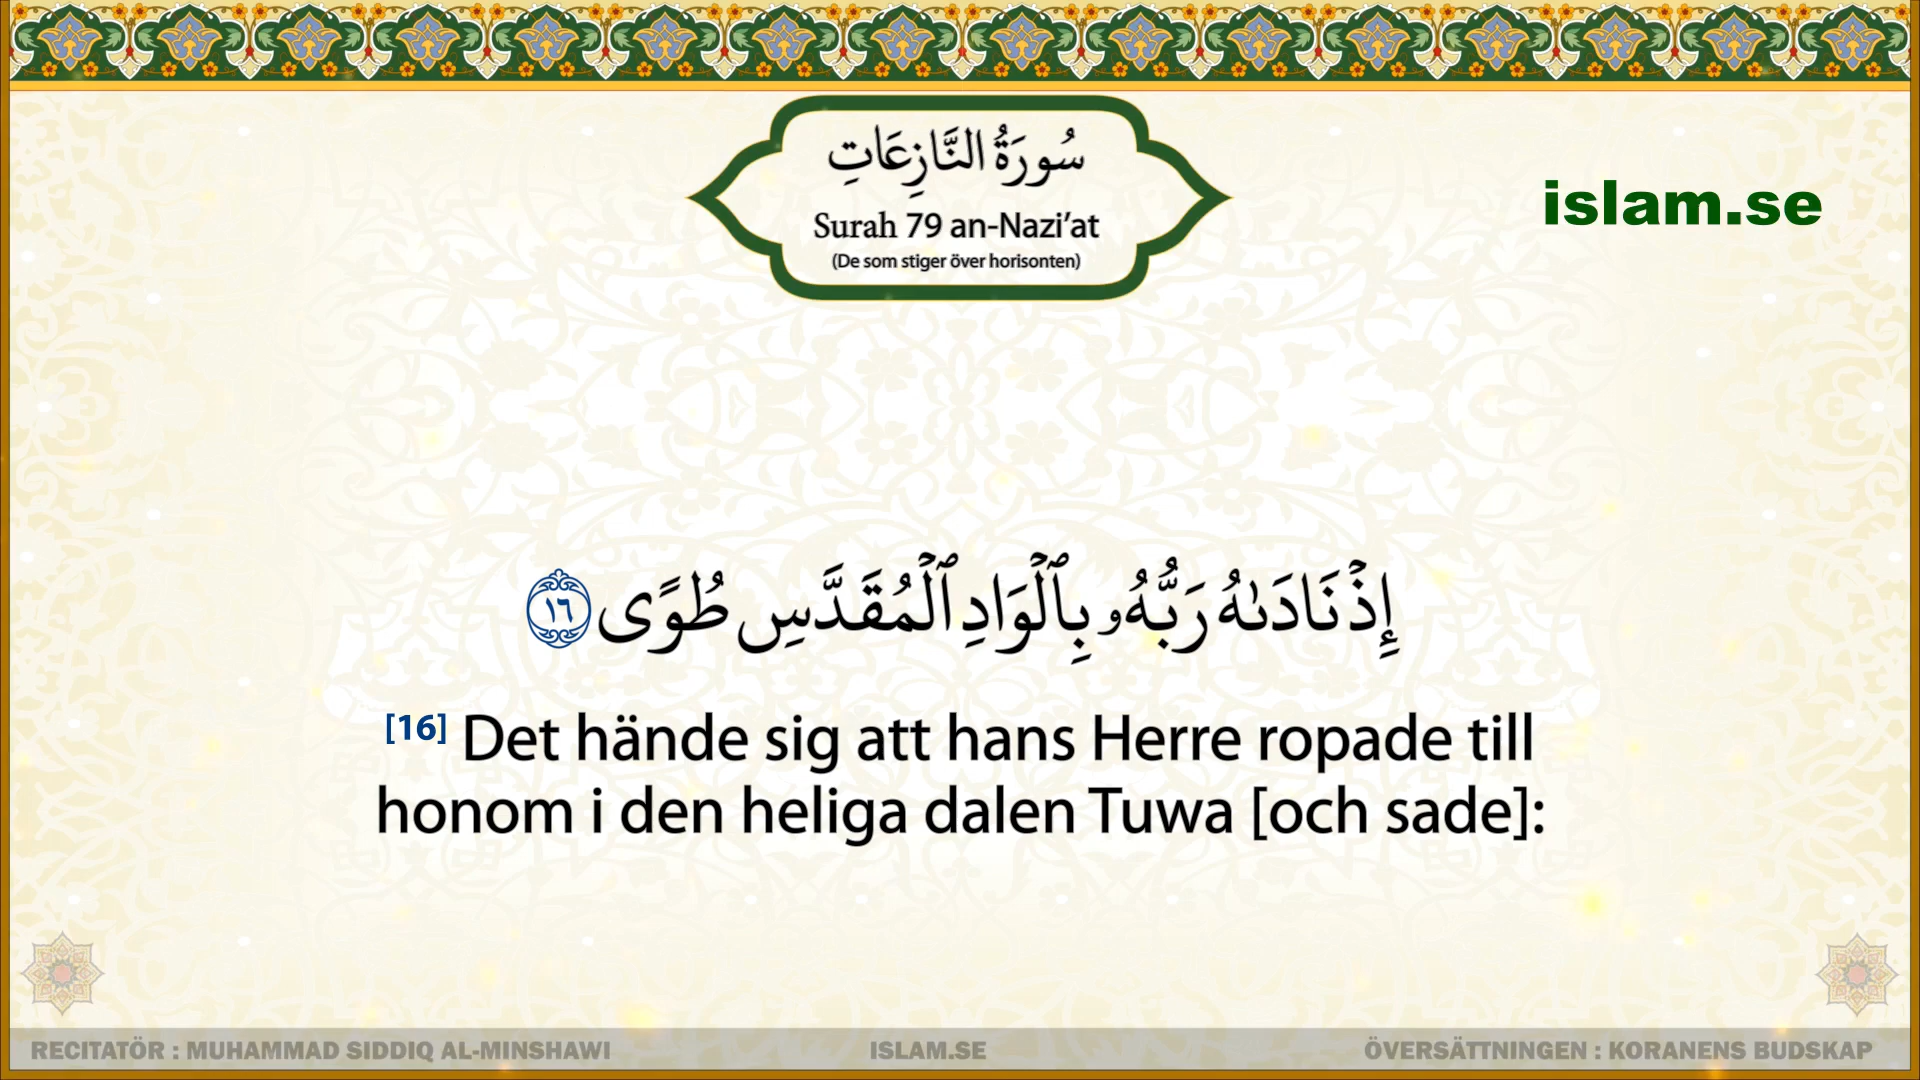 سُورَةُ النَّازِعَاتِ
Surah 79 an-Nazi’at
(De som stiger över horisonten)
islam.se
إِذۡ نَادَىٰهُ رَبُّهُۥ بِٱلۡوَادِ ٱلۡمُقَدَّسِ طُوًى ١٦
[16] Det hände sig att hans Herre ropade till
honom i den heliga dalen Tuwa [och sade]:
RECITATÖR : MUHAMMAD SIDDIQ AL-MINSHAWI
ISLAM.SE
ÖVERSÄTTNINGEN : KORANENS BUDSKAP